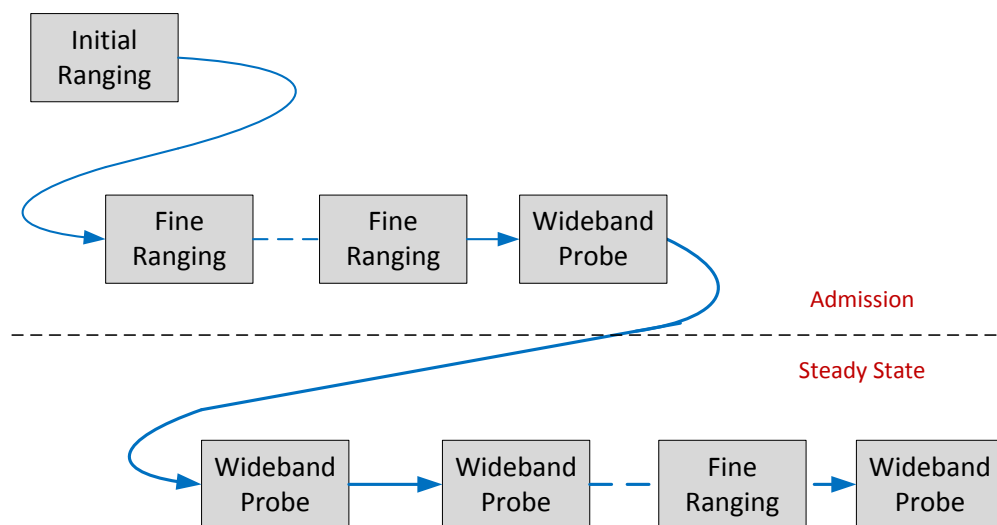 Initial
Ranging
Fine
Ranging
Fine
Ranging
Wideband
Probe
Admission
Steady State
Wideband
Probe
Wideband
Probe
Fine
Ranging
Wideband
Probe